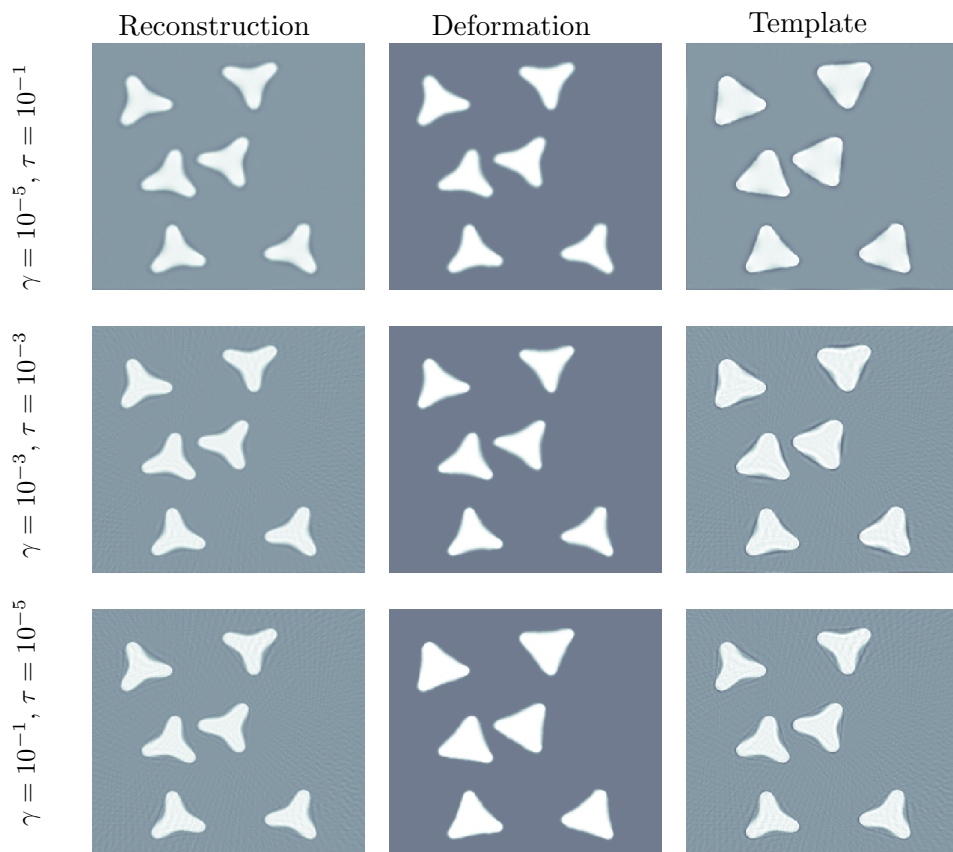 Reconstruction Deformation Template
γ = 10⁻⁵, τ = 10⁻¹
γ = 10⁻³, τ = 10⁻³
γ = 10⁻¹, τ = 10⁻⁵